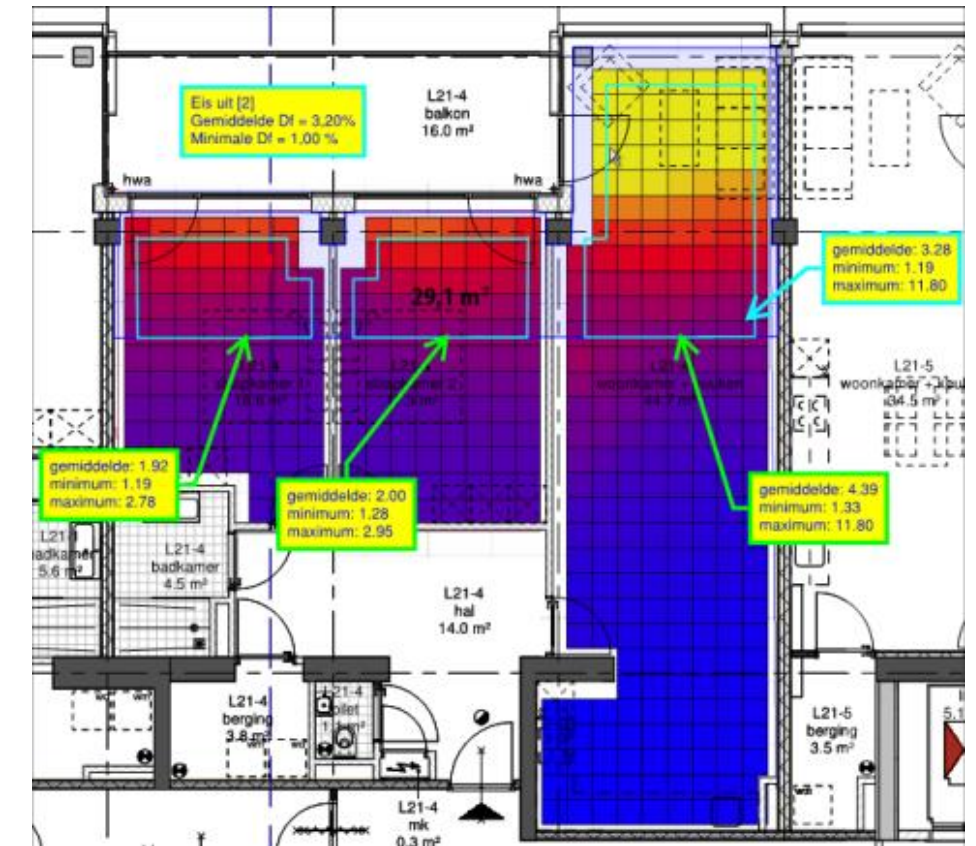 Eis uit [2]
Gemiddelde Df = 3,20%
Minimale Df = 1,00 %
L21-4
balkon
16.0 m²
hwa
hwa
gemiddelde: 3.28
minimum: 1.19
maximum: 11.80
29,1 m²
L21-5
34.5 m²
gemiddelde: 1.92
minimum: 1.19
maximum: 2.78
gemiddelde: 2.00
minimum: 1.28
maximum: 2.95
gemiddelde: 4.39
minimum: 1.33
maximum: 11.80
5.6 m²
L21-4
badkamer
4.5 m²
L21-4
hal
14.0 m²
L21-4
berging
3.8 m²
L21-4
L21-5
berging
3.5 m²
5.1
L21-4
mk
0.3 m²